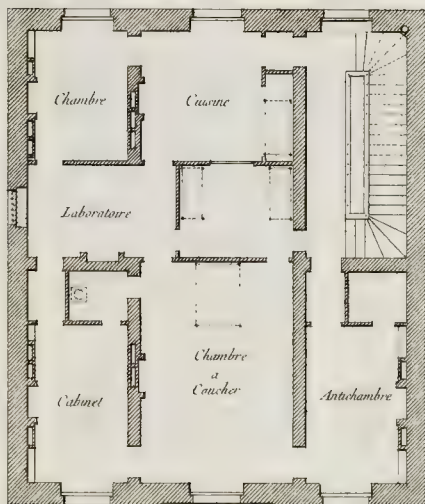 Chambre
Cuisine
Laboratoire
Chambre
a
Coucher
Cabinet
Antichambre